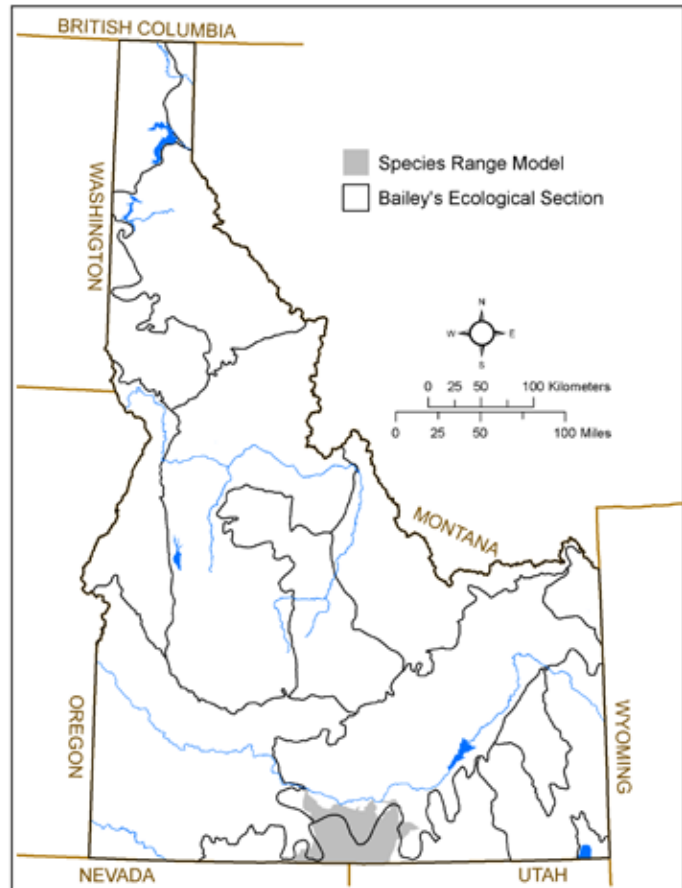 BRITISH COLUMBIA
WASHINGTON
Species Range Model
Bailey's Ecological Section
N
W E
S
0 25 50 100 Kilometers
0 25 50 100 Miles
MONTANA
OREGON
WYOMING
NEVADA UTAH